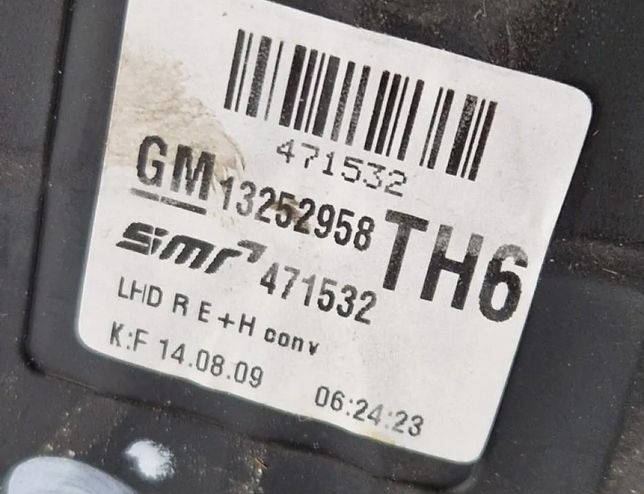 471532
GM 13252958 TH6
smr 471532
LHD R E+H conv
K:F 14.08.09 06:24:23